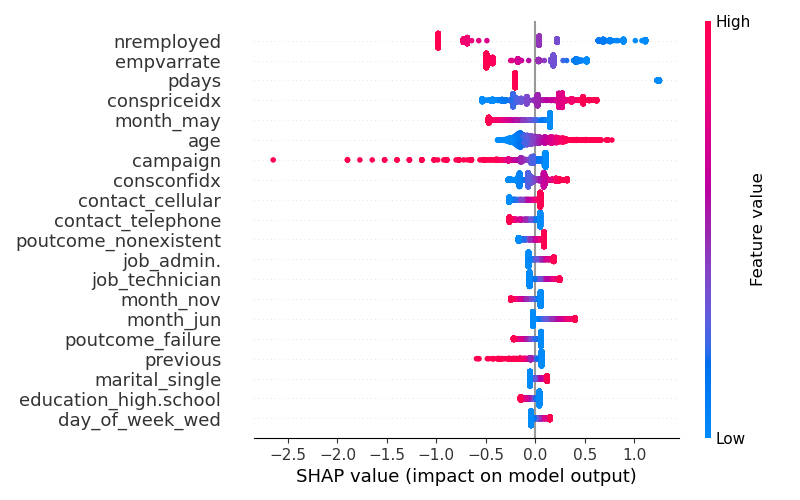 High
nremployed
empvarrate
pdays
conspriceidx
month_may
age
campaign
consconfidx
contact_cellular
contact_telephone
poutcome_nonexistent
job_admin.
job_technician
month_nov
month_jun
poutcome_failure
previous
marital_single
education_high.school
day_of_week_wed
Feature value
Low
−2.5 −2.0 −1.5 −1.0 −0.5 0.0 0.5 1.0
SHAP value (impact on model output)